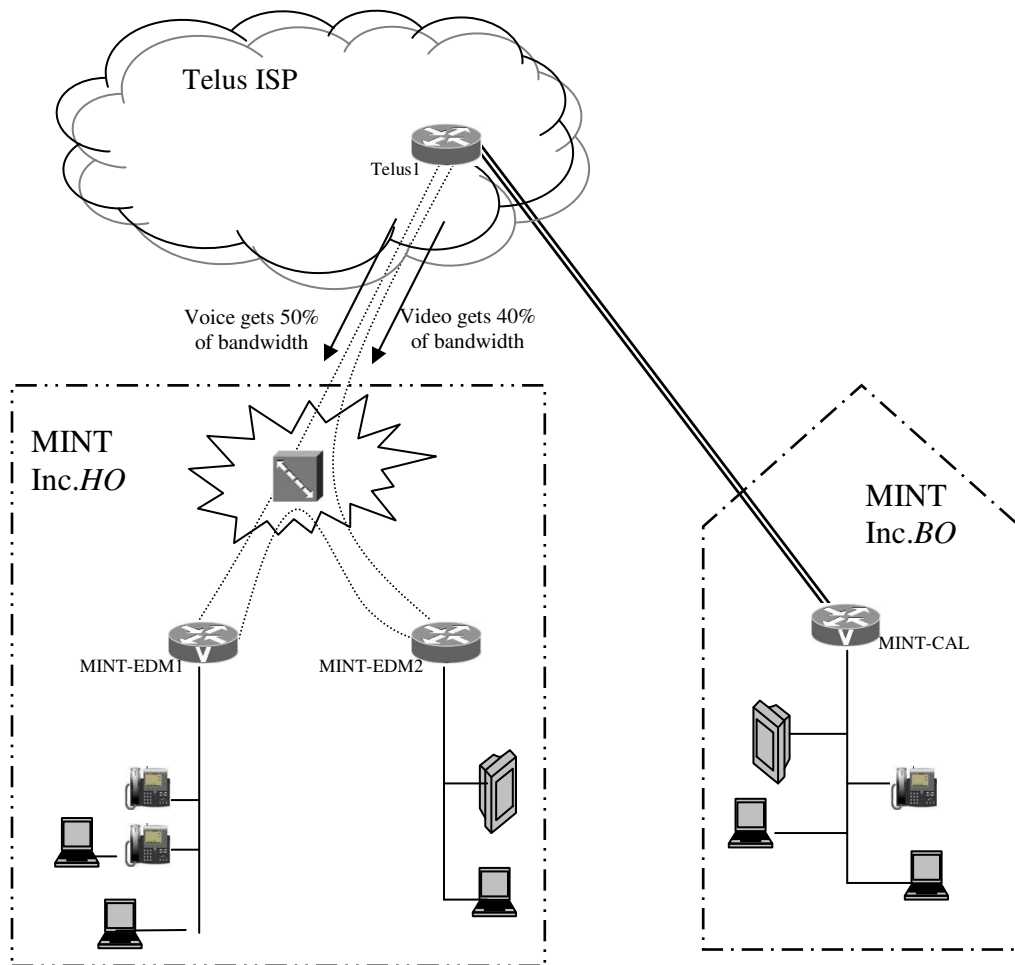 Telus ISP
Telus1
Voice gets 50%
of bandwidth
Video gets 40%
of bandwidth
MINT
Inc.HO
MINT
Inc.BO
MINT-EDM1
MINT-EDM2
MINT-CAL
V
V